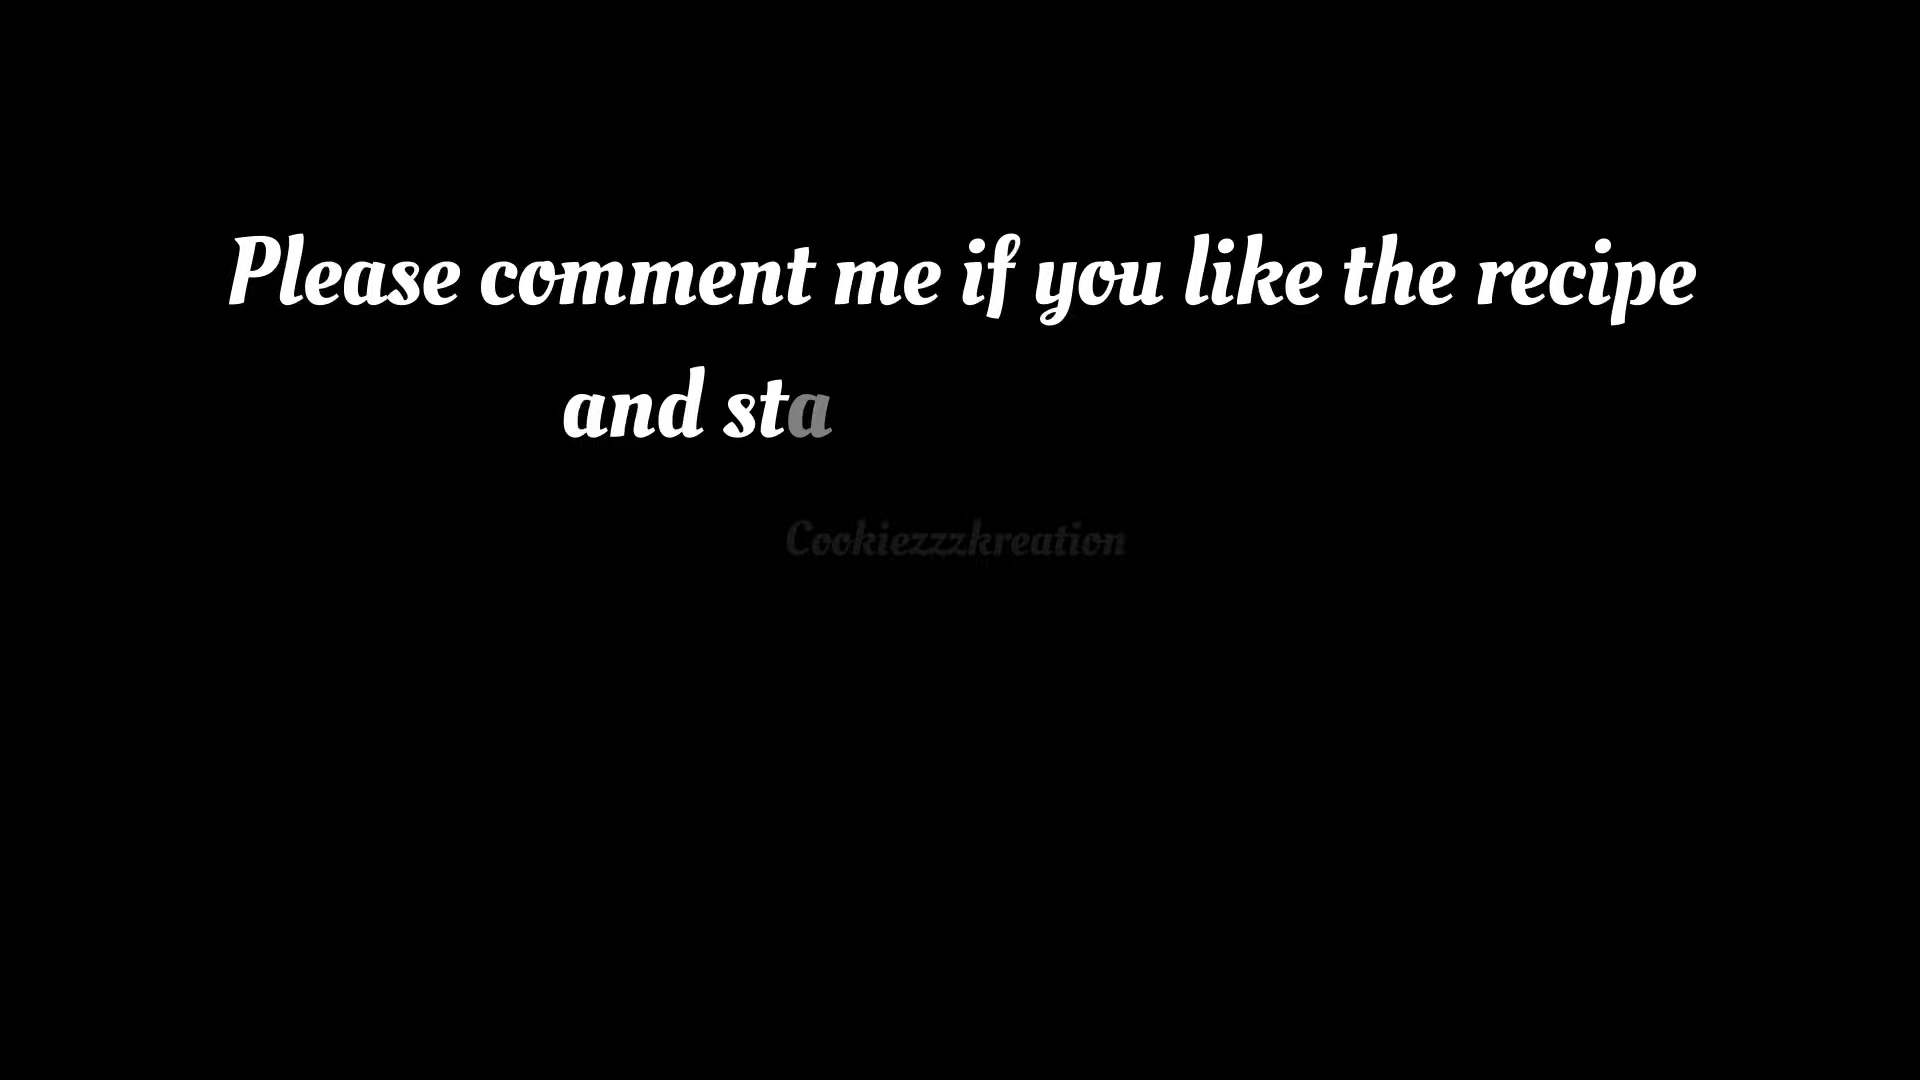 Please comment me if you like the recipe
and sta
Cookiezzzkreation